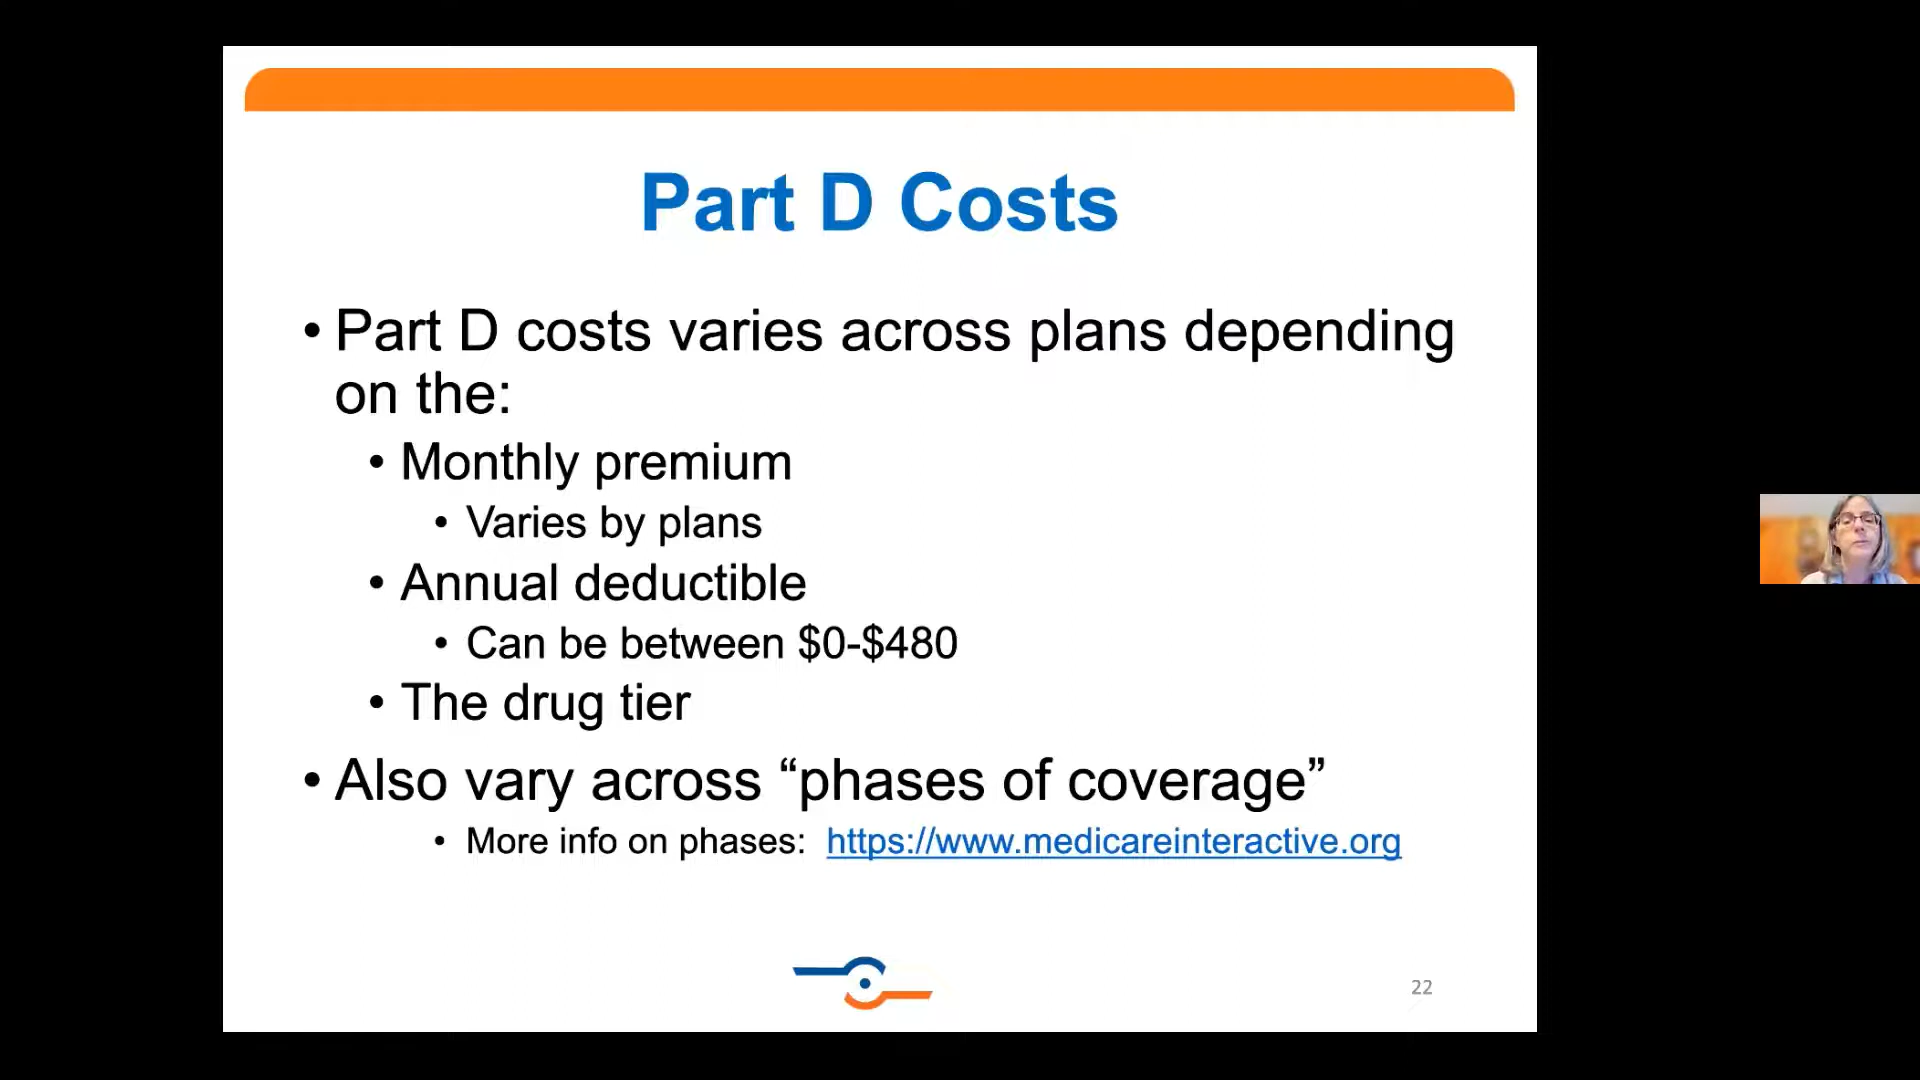 Part D Costs
• Part D costs varies across plans depending
on the:
• Monthly premium
• Varies by plans
• Annual deductible
• Can be between $0-$480
• The drug tier
• Also vary across “phases of coverage”
• More info on phases: https://www.medicareinteractive.org
22